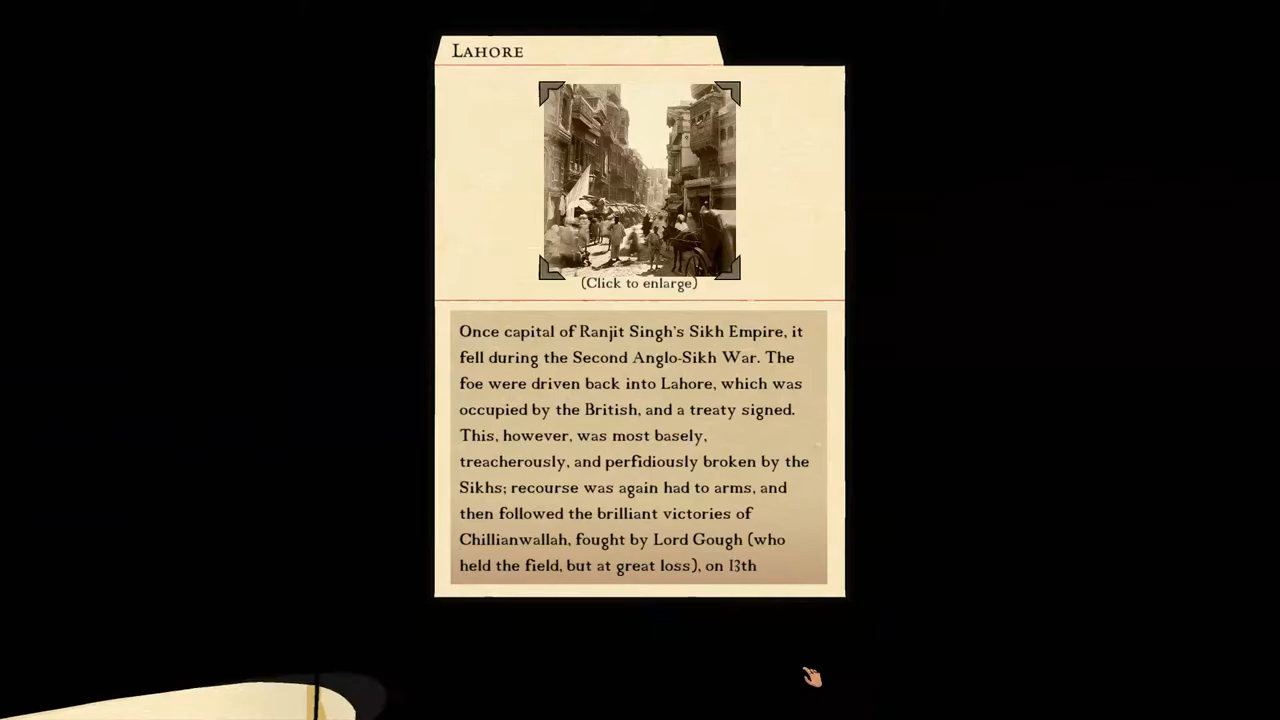 Lahore
(Click to enlarge)
Once capital of Ranjit Singh's Sikh Empire, it
fell during the Second Anglo-Sikh War. The
foe were driven back into Lahore, which was
occupied by the British, and a treaty signed.
This, however, was most basely,
treacherously, and perfidiously broken by the
Sikhs; recourse was again had to arms, and
then followed the brilliant victories of
Chillianwallah, fought by Lord Gough (who
held the field, but at great loss), on 13th